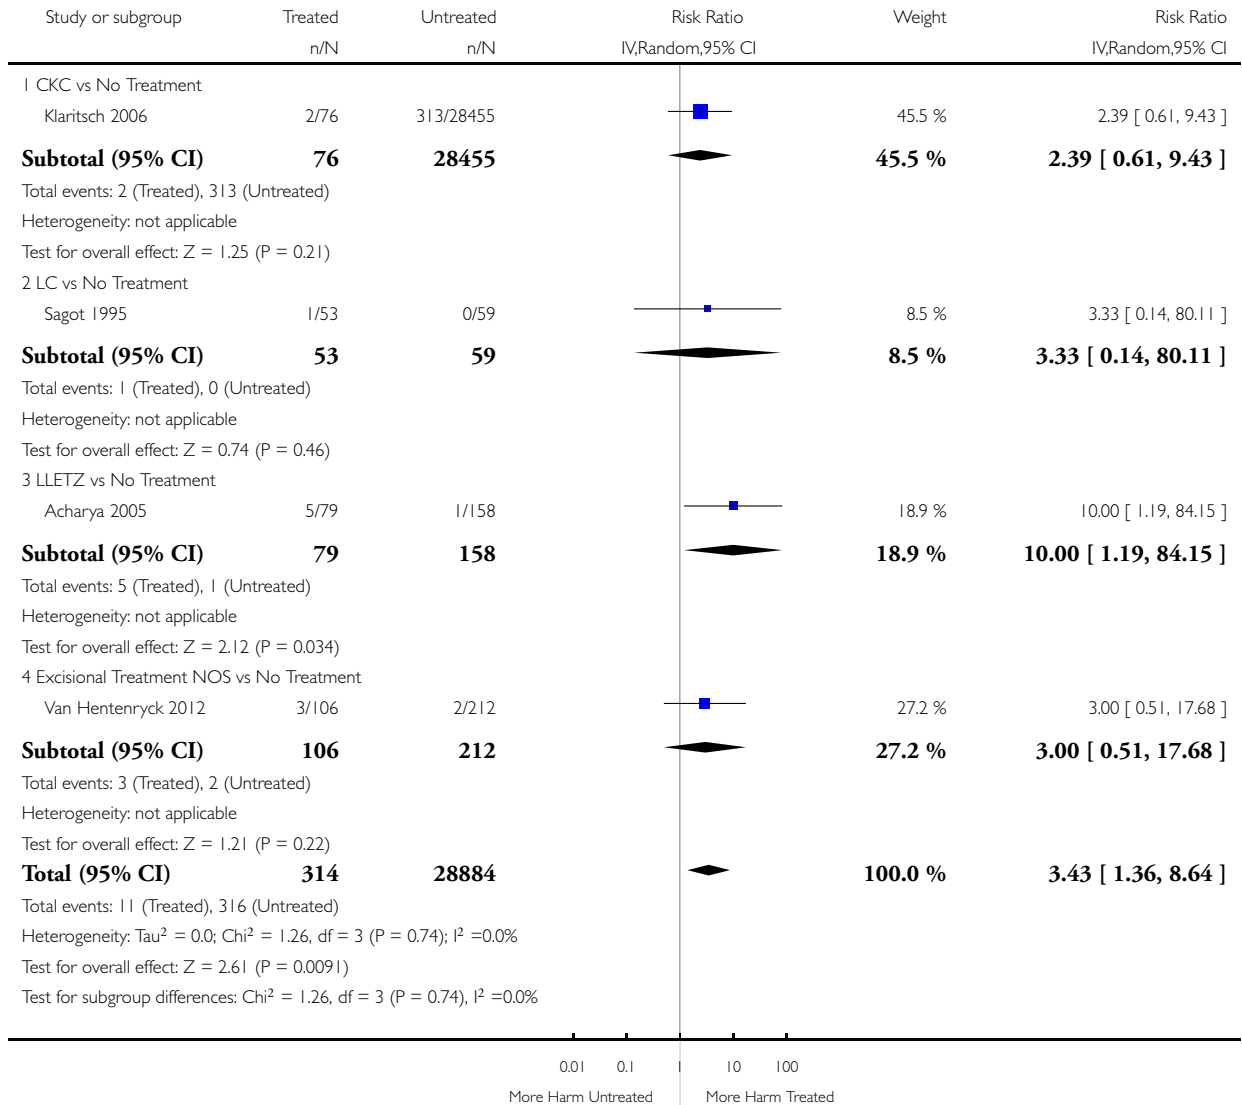 Study or subgroup Treated Untreated Risk Ratio Weight Risk Ratio
n/N n/N IV,Random,95% CI IV,Random,95% CI
1 CKC vs No Treatment
Klaritsch 2006 2/76 313/28455 45.5 % 2.39 [ 0.61, 9.43 ]
Subtotal (95% CI) 76 28455 45.5 % 2.39 [ 0.61, 9.43 ]
Total events: 2 (Treated), 313 (Untreated)
Heterogeneity: not applicable
Test for overall effect: Z = 1.25 (P = 0.21)
2 LC vs No Treatment
Sagot 1995 1/53 0/59 8.5 % 3.33 [ 0.14, 80.11 ]
Subtotal (95% CI) 53 59 8.5 % 3.33 [ 0.14, 80.11 ]
Total events: 1 (Treated), 0 (Untreated)
Heterogeneity: not applicable
Test for overall effect: Z = 0.74 (P = 0.46)
3 LLETZ vs No Treatment
Acharya 2005 5/79 1/158 18.9 % 10.00 [ 1.19, 84.15 ]
Subtotal (95% CI) 79 158 18.9 % 10.00 [ 1.19, 84.15 ]
Total events: 5 (Treated), 1 (Untreated)
Heterogeneity: not applicable
Test for overall effect: Z = 2.12 (P = 0.034)
4 Excisional Treatment NOS vs No Treatment
Van Hentenryck 2012 3/106 2/212 27.2 % 3.00 [ 0.51, 17.68 ]
Subtotal (95% CI) 106 212 27.2 % 3.00 [ 0.51, 17.68 ]
Total events: 3 (Treated), 2 (Untreated)
Heterogeneity: not applicable
Test for overall effect: Z = 1.21 (P = 0.22)
Total (95% CI) 314 28884 100.0 % 3.43 [ 1.36, 8.64 ]
Total events: 11 (Treated), 316 (Untreated)
Heterogeneity: Tau² = 0.0; Chi² = 1.26, df = 3 (P = 0.74); I² =0.0%
Test for overall effect: Z = 2.61 (P = 0.0091)
Test for subgroup differences: Chi² = 1.26, df = 3 (P = 0.74), I² =0.0%
0.01 0.1 1 10 100
More Harm Untreated More Harm Treated